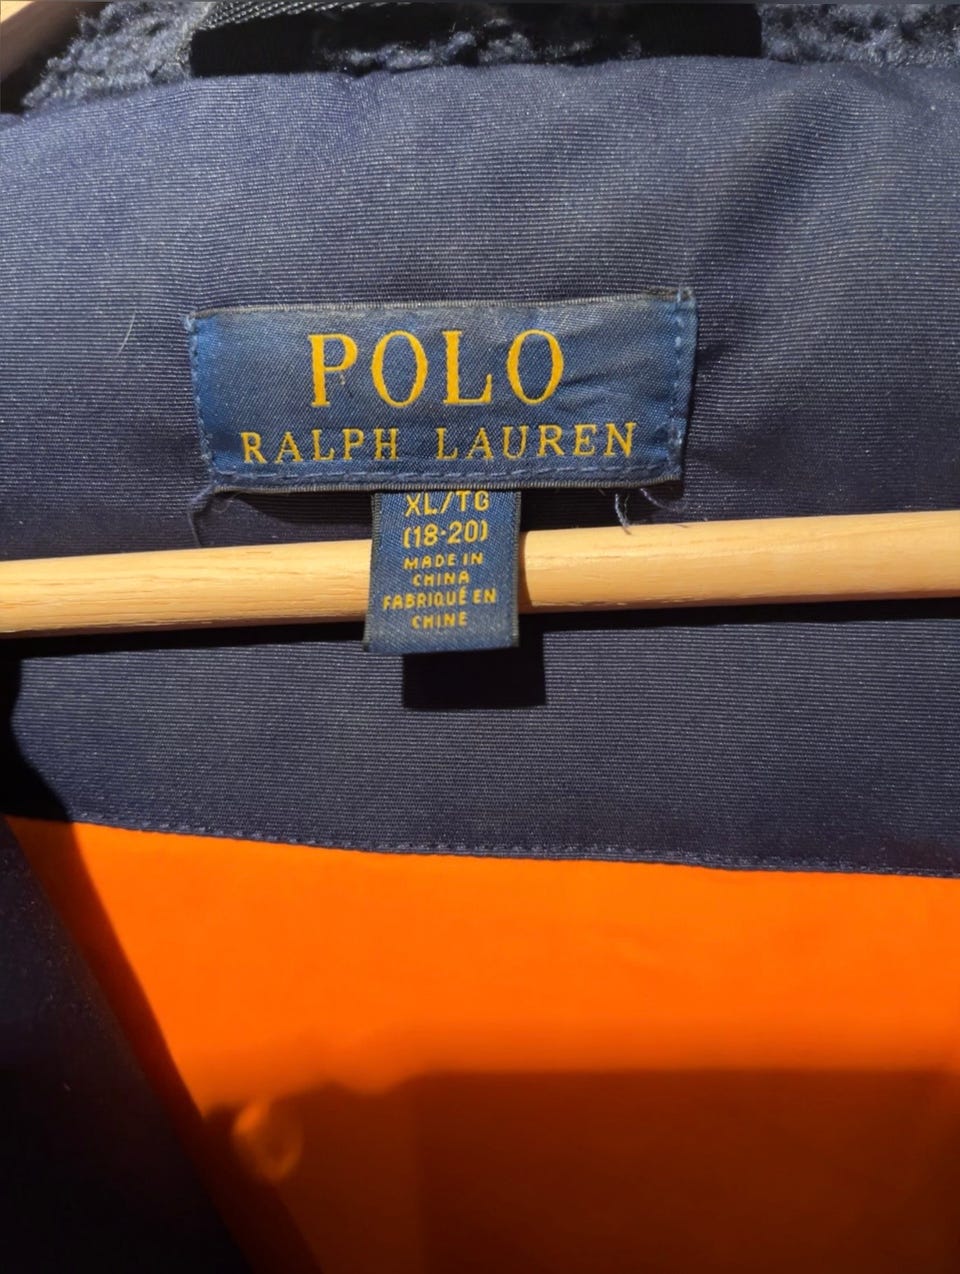 POLO
RALPH LAUREN
XL/TG
(18-20)
MADE IN
CHINA
FABRIQUÉ EN
CHINE